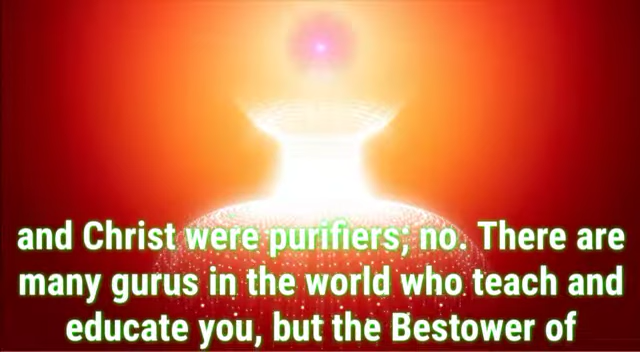 and Christ were purifiers; no. There are
many gurus in the world who teach and
educate you, but the Bestower of